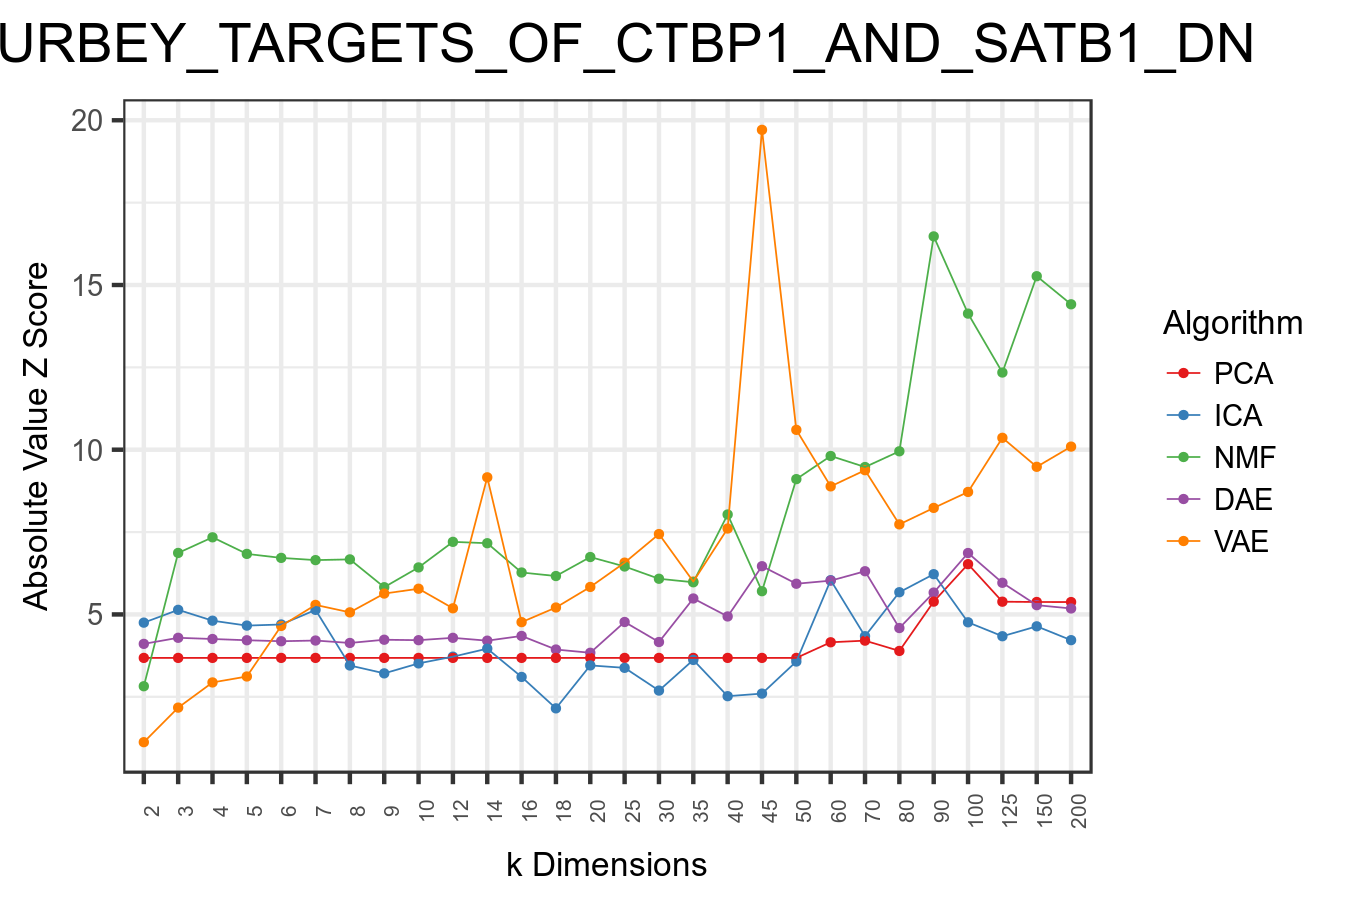 URBEY_TARGETS_OF_CTBP1_AND_SATB1_DN
20
15
10
5
Absolute Value Z Score
2 3 4 5 6 7 8 9 10 12 14 16 18 20 25 30 35 40 45 50 60 70 80 90 100 125 150 200
k Dimensions
Algorithm
PCA
ICA
NMF
DAE
VAE